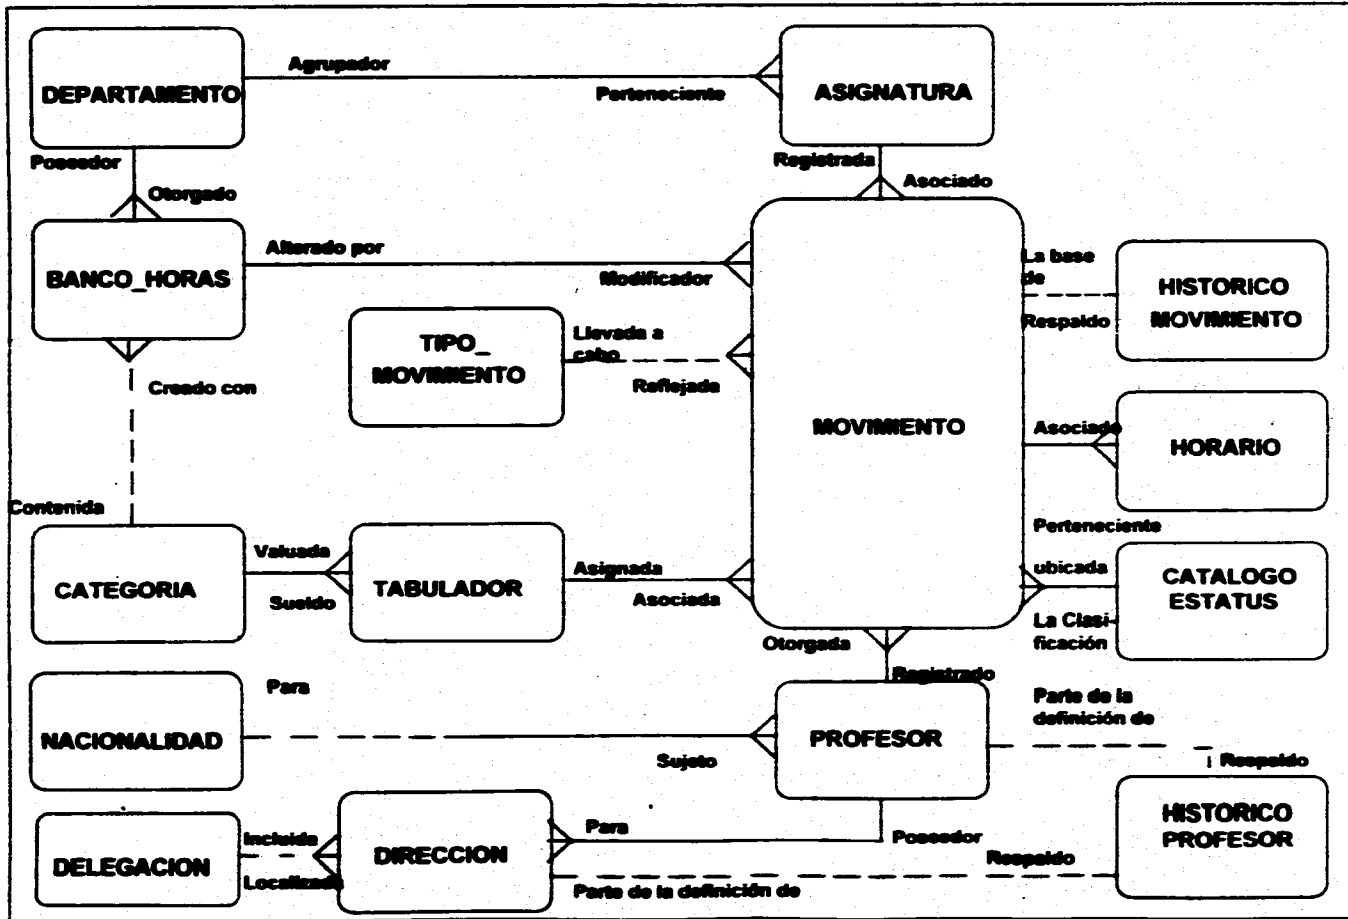 Agrupador
DEPARTAMENTO
Perteneciente
ASIGNATURA
Poseedor
Otorgado
Registrada
Asociado
BANCO_HORAS
Alterado por
Modificador
La base
de
Respaldo
HISTORICO
MOVIMIENTO
TIPO_
MOVIMIENTO
Llevada a
cabo
Reflejada
Creado con
MOVIMIENTO
Asociado
HORARIO
Contenida
Perteneciente
CATEGORIA
Valuada
Sueldo
TABULADOR
Asignada
Asociada
ubicada
CATALOGO
ESTATUS
La Clasi-
ificación
Otorgada
Registrado
NACIONALIDAD
Para
Sujeto
PROFESOR
Parte de la
definición de
Respaldo
HISTORICO
PROFESOR
DELEGACION
Incluida
Localizada
DIRECCION
Para
Poseedor
Parte de la definición de
Respaldo